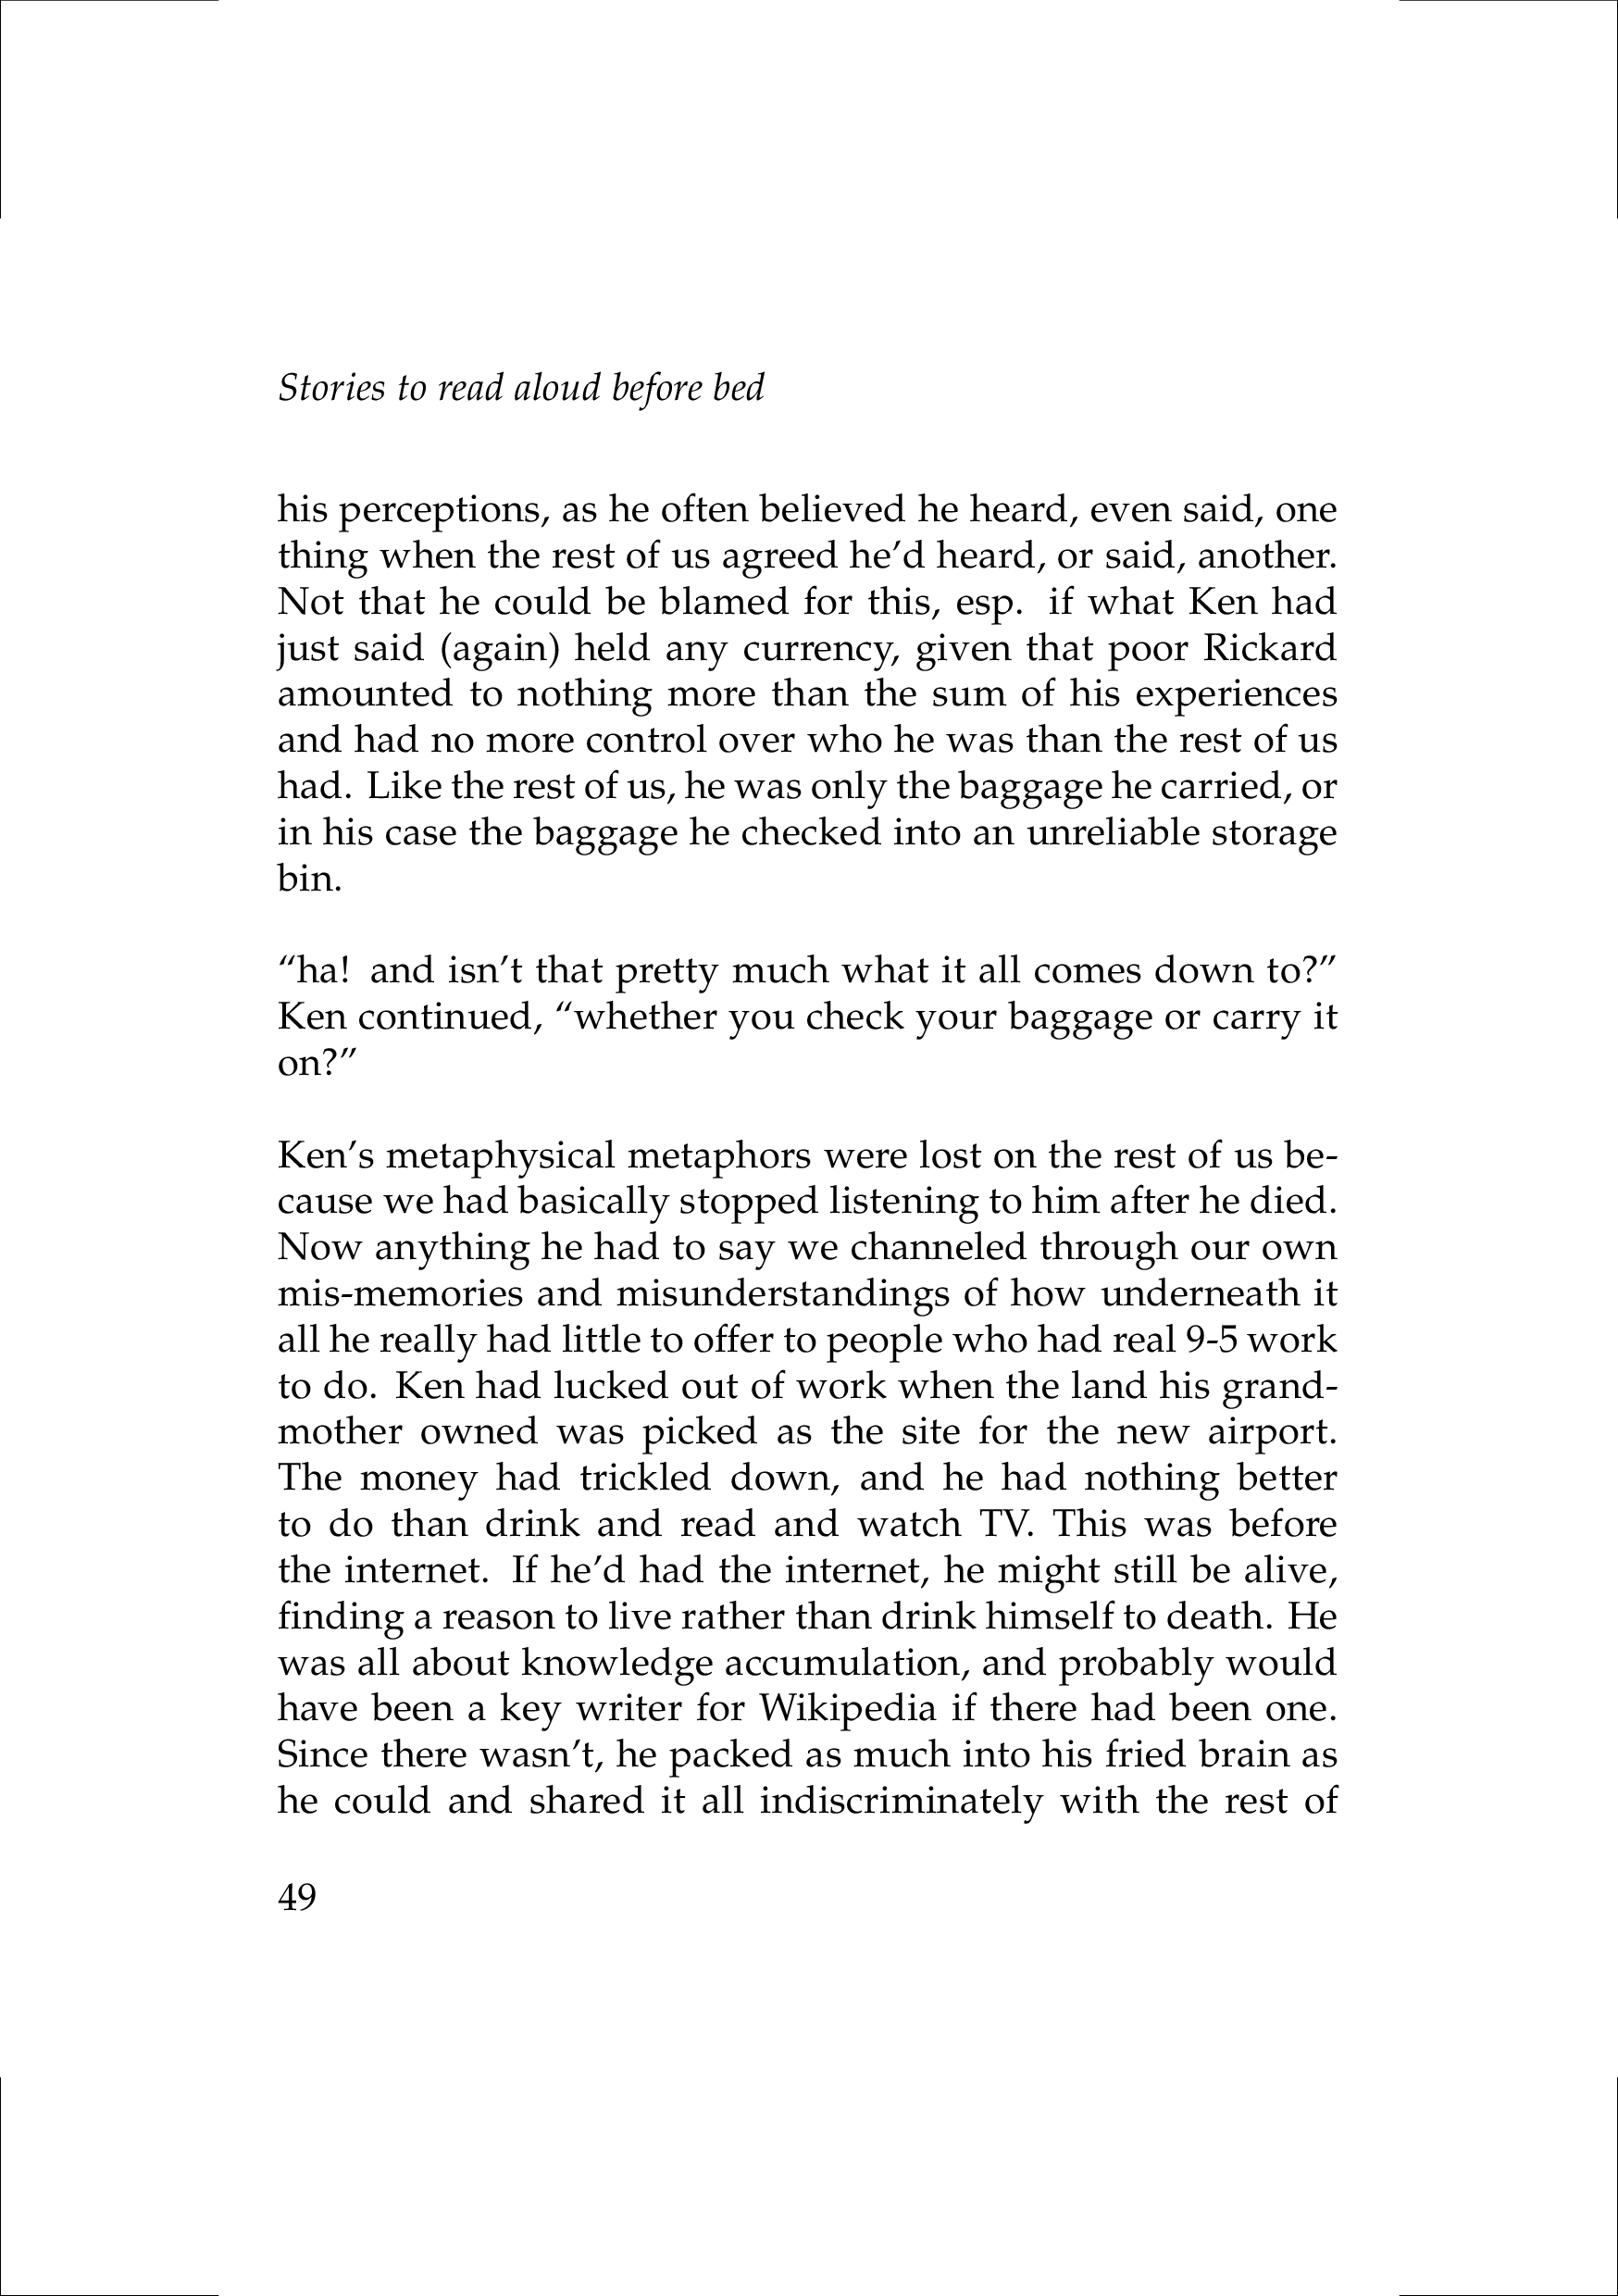 Stories to read aloud before bed
his perceptions, as he often believed he heard, even said, one
thing when the rest of us agreed he’d heard, or said, another.
Not that he could be blamed for this, esp. if what Ken had
just said (again) held any currency, given that poor Rickard
amounted to nothing more than the sum of his experiences
and had no more control over who he was than the rest of us
had. Like the rest of us, he was only the baggage he carried, or
in his case the baggage he checked into an unreliable storage
bin.
“ha! and isn’t that pretty much what it all comes down to?”
Ken continued, “whether you check your baggage or carry it
on?”
Ken’s metaphysical metaphors were lost on the rest of us be-
cause we had basically stopped listening to him after he died.
Now anything he had to say we channeled through our own
mis-memories and misunderstandings of how underneath it
all he really had little to offer to people who had real 9-5 work
to do. Ken had lucked out of work when the land his grand-
mother owned was picked as the site for the new airport.
The money had trickled down, and he had nothing better
to do than drink and read and watch TV. This was before
the internet. If he’d had the internet, he might still be alive,
finding a reason to live rather than drink himself to death. He
was all about knowledge accumulation, and probably would
have been a key writer for Wikipedia if there had been one.
Since there wasn’t, he packed as much into his fried brain as
he could and shared it all indiscriminately with the rest of
49